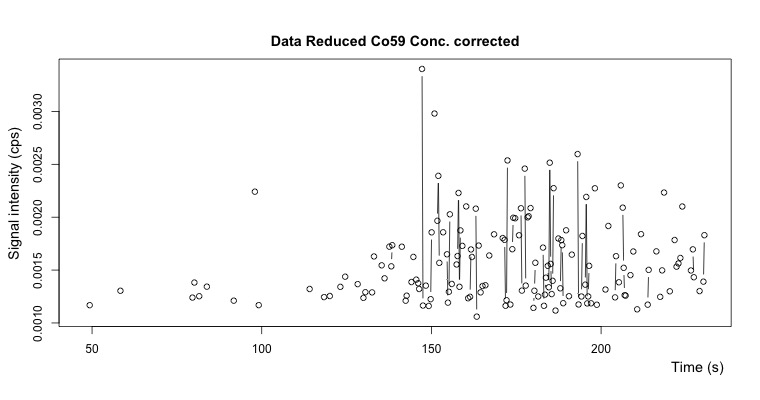 Data Reduced Co59 Conc. corrected
Signal intensity (cps)
0.0030
0.0025
0.0020
0.0015
0.0010
50 100 150 200
Time (s)